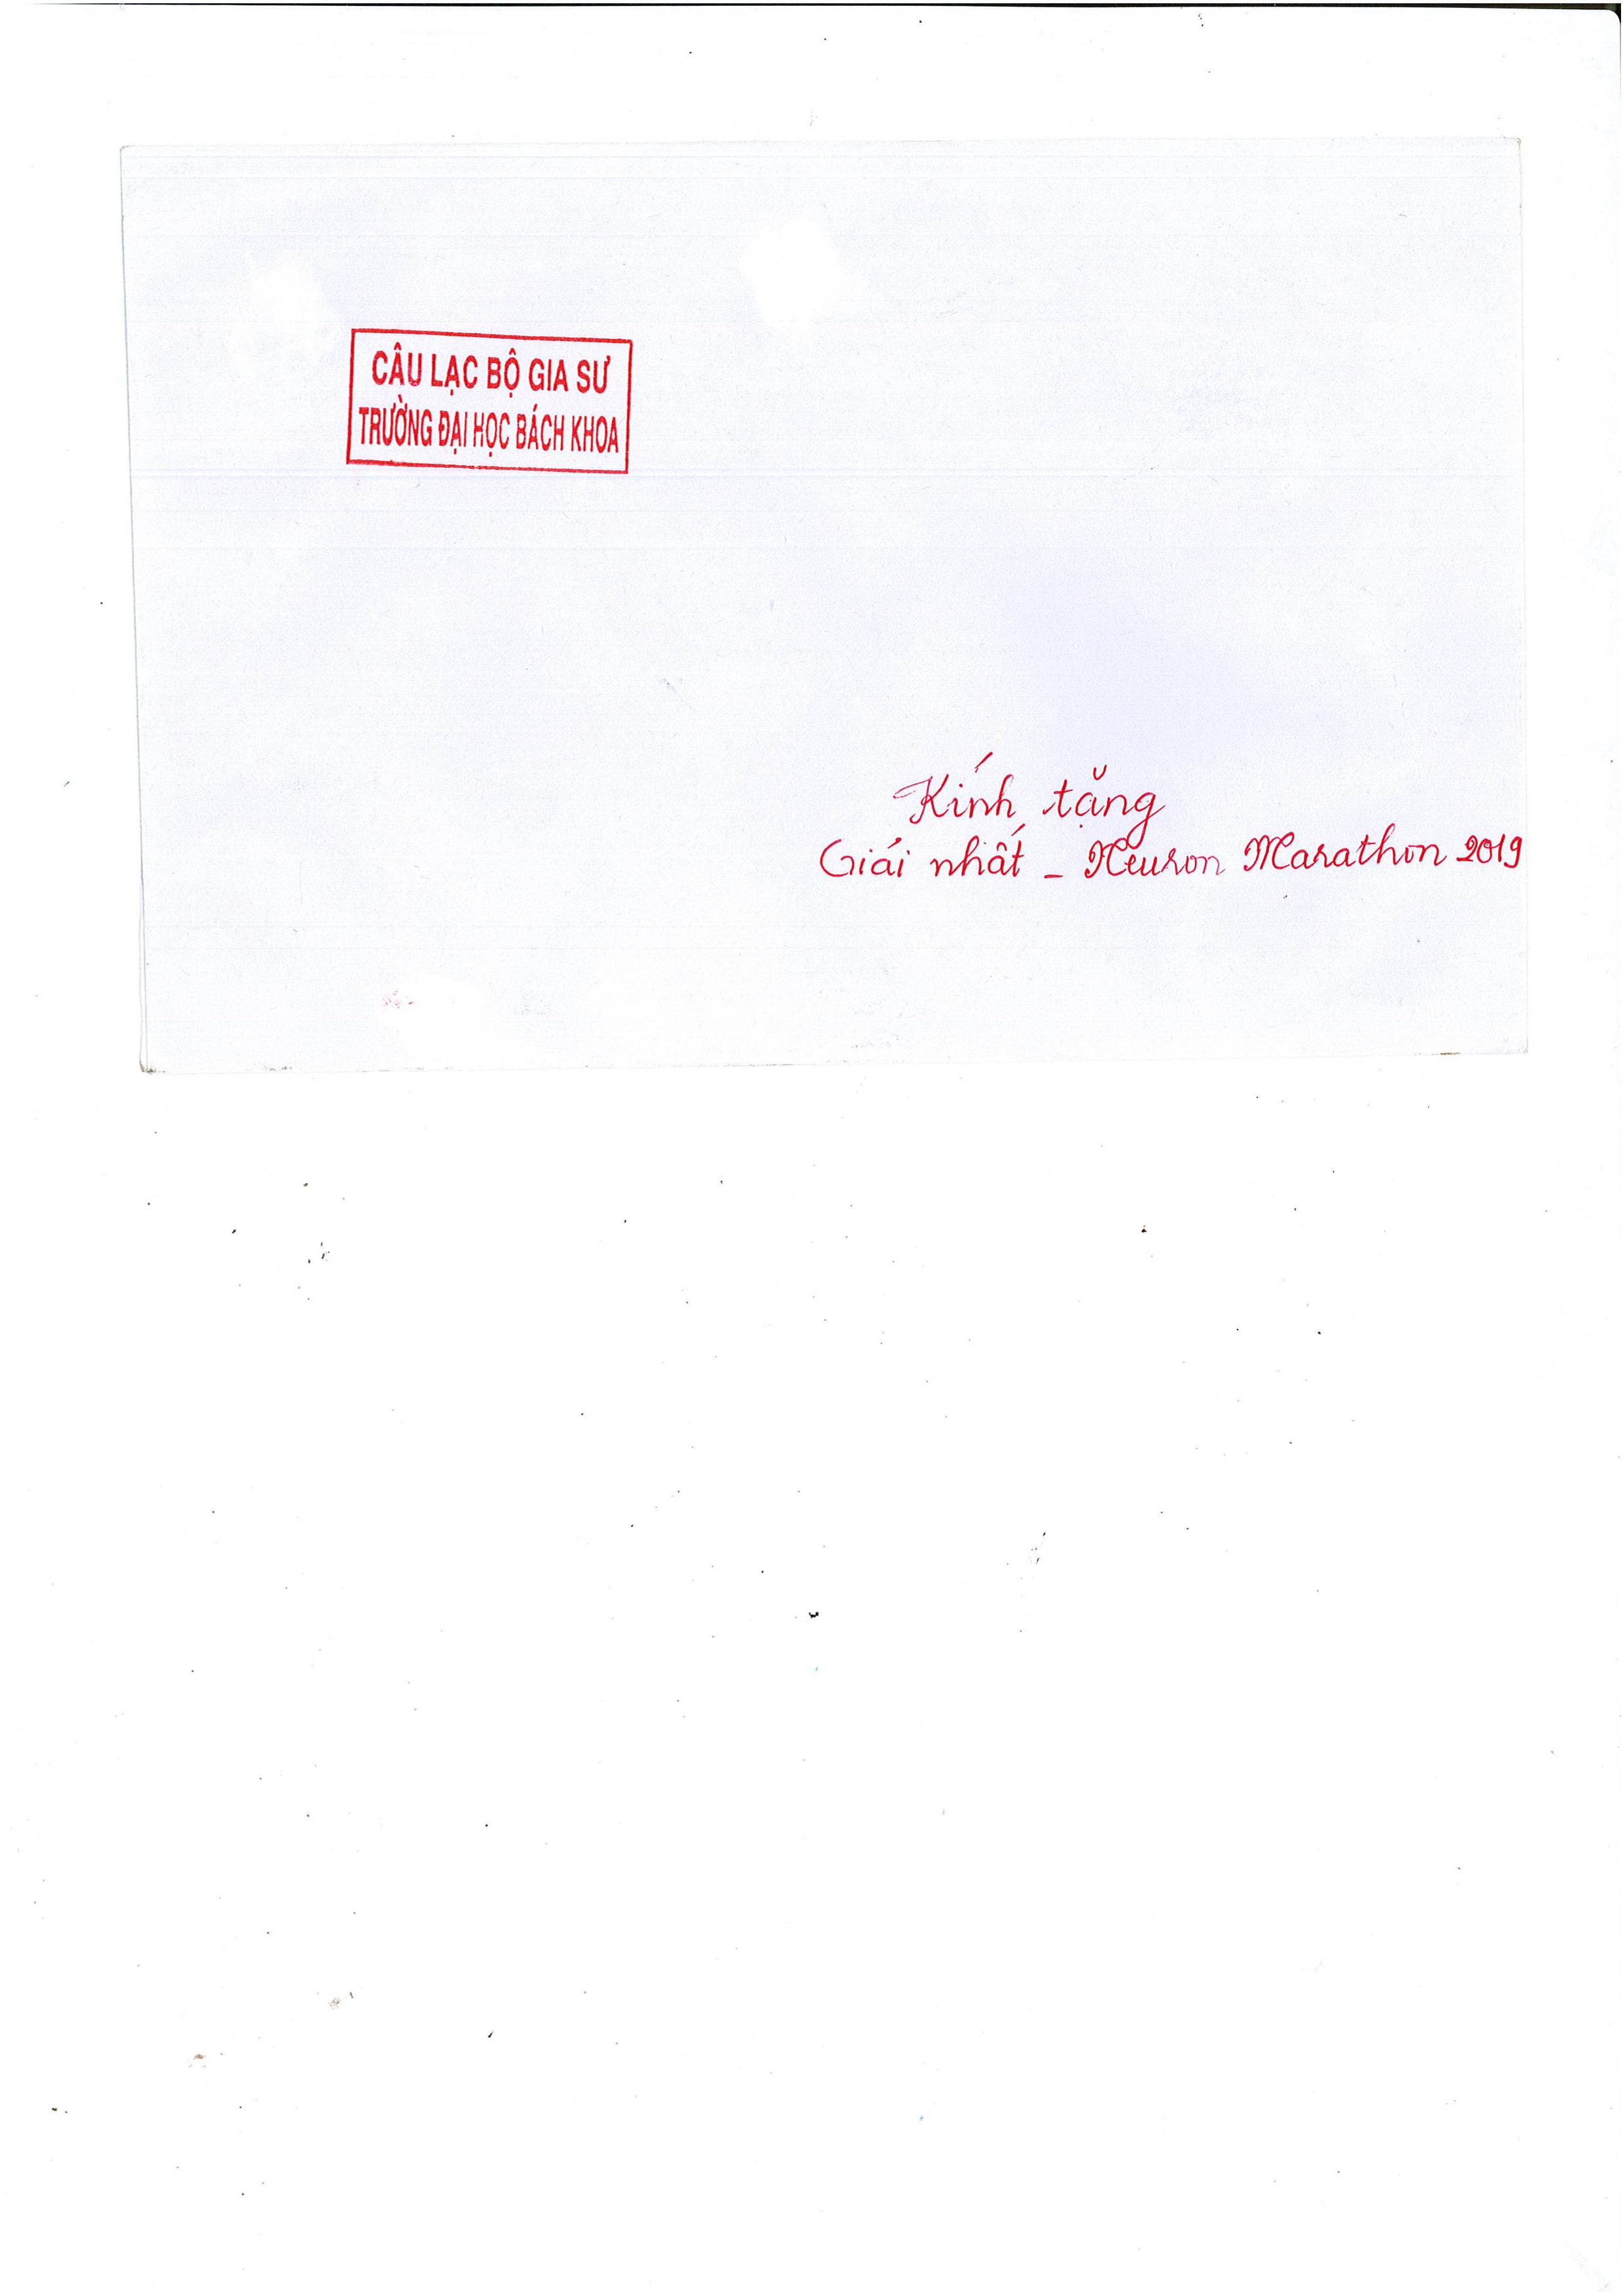 CÂU LẠC BỘ GIA SƯ
TRƯỜNG ĐẠI HỌC BÁCH KHOA
Kính tặng
Giải nhất - Neuron Marathon 2019